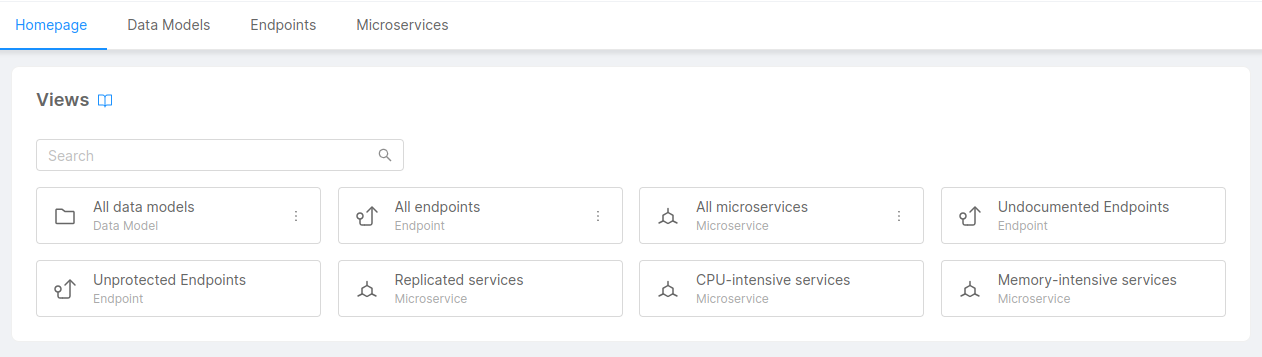 Homepage Data Models Endpoints Microservices
Views
Search
All data models
Data Model
All endpoints
Endpoint
All microservices
Microservice
Undocumented Endpoints
Endpoint
Unprotected Endpoints
Endpoint
Replicated services
Microservice
CPU-intensive services
Microservice
Memory-intensive services
Microservice